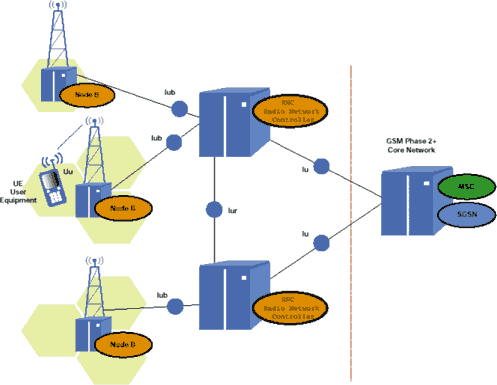 Node B
Iub
RNC
Radio Network
Controller
GSM Phase 2+
Core Network
Iub
Uu
UE
User
Equipment
Node B
Iu
MSC
SGSN
Iur
Iu
Iub
RNC
Radio Network
Controller
Node B